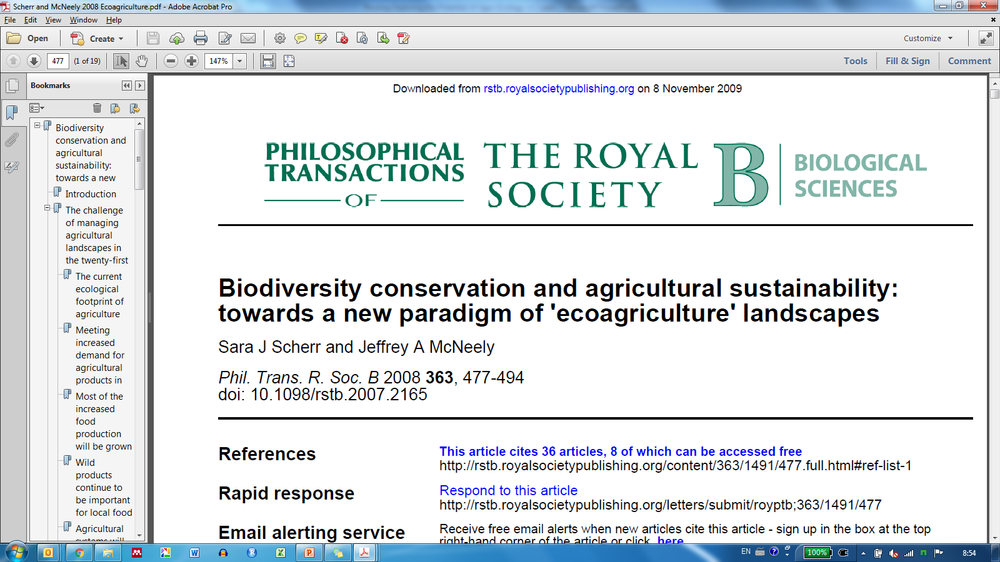 Scherr and McNeely 2008 Ecoagriculture.pdf - Adobe Acrobat Pro
File Edit View Window Help
Open Create Customize
477 (1 of 19) 147% Tools Fill & Sign Comment
Bookmarks
Biodiversity
conservation and
agricultural
sustainability:
towards a new
Introduction
The challenge
of managing
agricultural
landscapes in
the twenty-first
The current
ecological
footprint of
agriculture
Meeting
increased
demand for
agricultural
products in
Most of the
increased
food
production
will be grown
Wild
products
continue to
be important
for local food
Agricultural
systems will
Downloaded from rstb.royalsocietypublishing.org on 8 November 2009
PHILOSOPHICAL
TRANSACTIONS
OF
THE ROYAL
SOCIETY
B
BIOLOGICAL
SCIENCES
Biodiversity conservation and agricultural sustainability:
towards a new paradigm of 'ecoagriculture' landscapes
Sara J Scherr and Jeffrey A McNeely
Phil. Trans. R. Soc. B 2008 363, 477-494
doi: 10.1098/rstb.2007.2165
References
This article cites 36 articles, 8 of which can be accessed free
http://rstb.royalsocietypublishing.org/content/363/1491/477.full.html#ref-list-1
Rapid response
Respond to this article
http://rstb.royalsocietypublishing.org/letters/submit/royptb;363/1491/477
Email alerting service
Receive free email alerts when new articles cite this article - sign up in the box at the top
right-hand corner of the article or click here
EN 100% 8:54